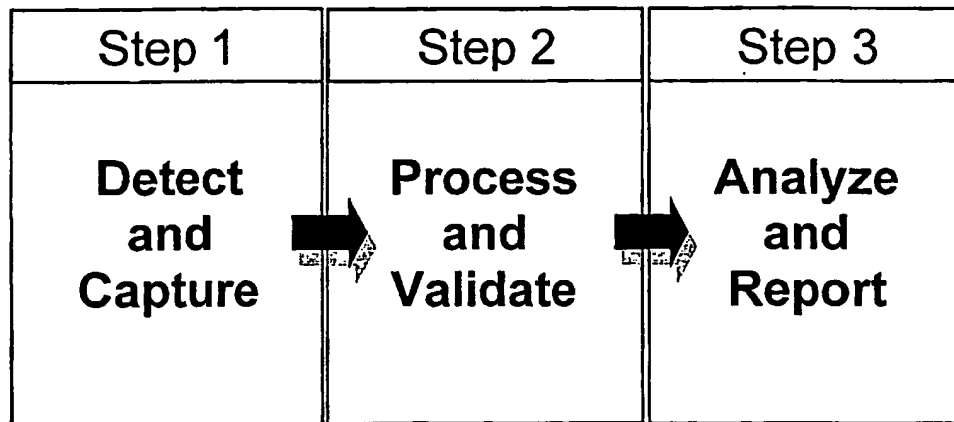 Step 1
Detect
and
Capture
Step 2
Process
and
Validate
Step 3
Analyze
and
Report